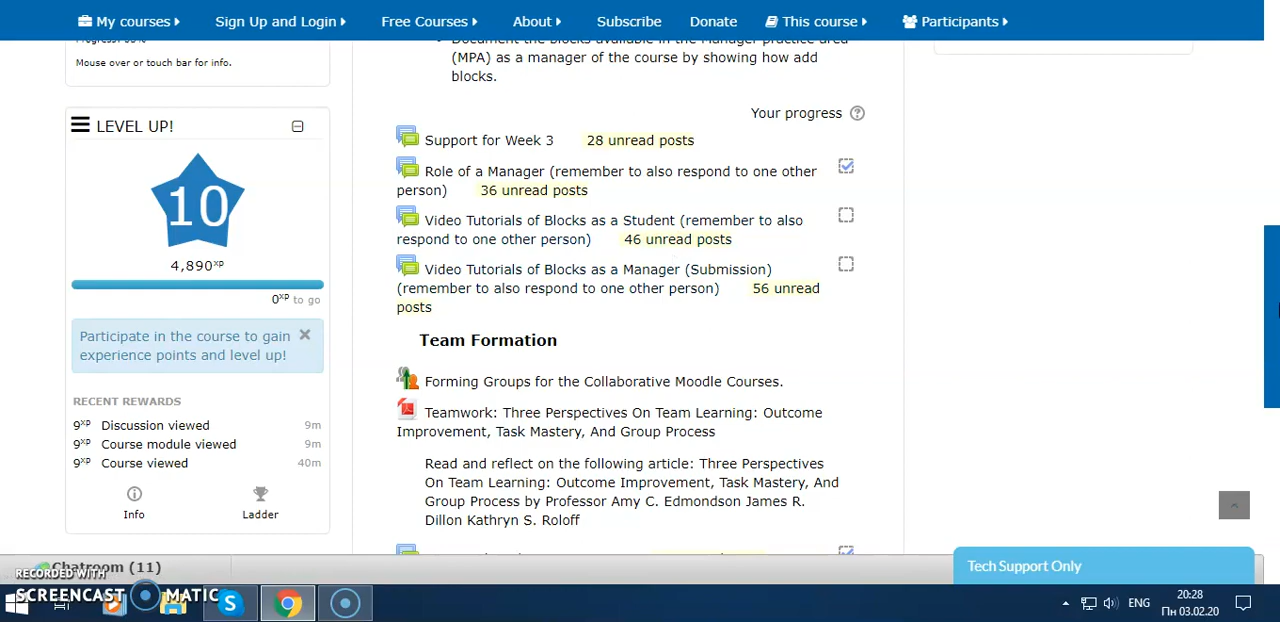 My courses
Sign Up and Login
Free Courses
About
Subscribe
Donate
This course
Participants
Mouse over or touch bar for info.
LEVEL UP!
10
4,890xp
0xp to go
Participate in the course to gain
experience points and level up!
RECENT REWARDS
9xp Discussion viewed 9m
9xp Course module viewed 9m
9xp Course viewed 40m
Info
Ladder
Document the blocks available in the Manager practice area
(MPA) as a manager of the course by showing how add
blocks.
Your progress
Support for Week 3 28 unread posts
Role of a Manager (remember to also respond to one other
person) 36 unread posts
Video Tutorials of Blocks as a Student (remember to also
respond to one other person) 46 unread posts
Video Tutorials of Blocks as a Manager (Submission)
(remember to also respond to one other person) 56 unread
posts
Team Formation
Forming Groups for the Collaborative Moodle Courses.
Teamwork: Three Perspectives On Team Learning: Outcome
Improvement, Task Mastery, And Group Process
Read and reflect on the following article: Three Perspectives
On Team Learning: Outcome Improvement, Task Mastery, And
Group Process by Professor Amy C. Edmondson James R.
Dillon Kathryn S. Roloff
Chatroom (11)
Tech Support Only
RECORDED WITH
SCREENCAST MATIC
ENG
20:28
Пн 03.02.20